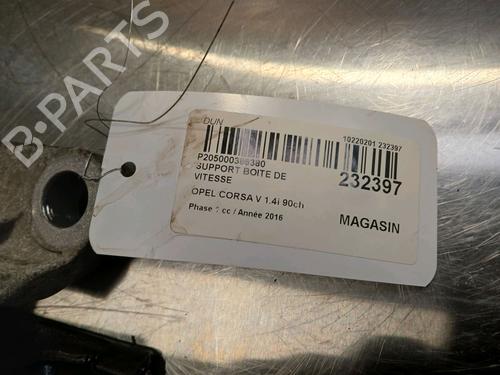 B-PARTS
DUN
10220201 232397
SUPPORT BOITE DE
VITESSE
232397
OPEL CORSA V 1.4i 90ch
Phase 1 cc / Année 2016
MAGASIN